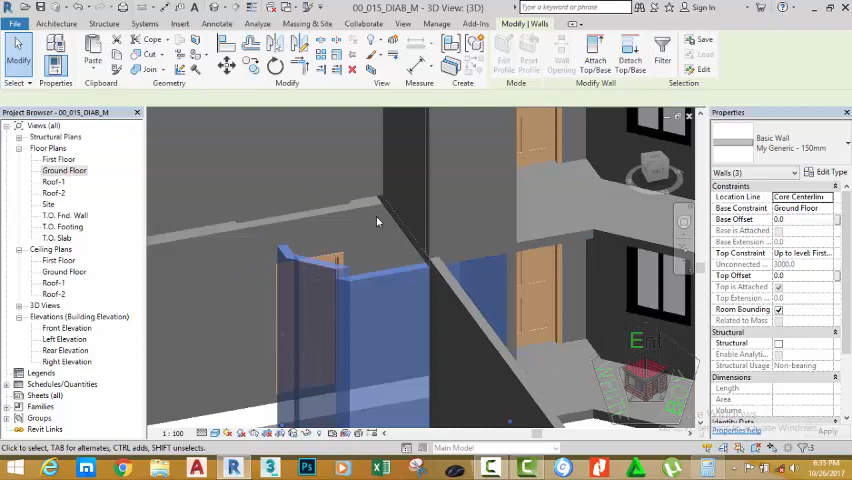 00_015_DIAB_M - 3D View: {3D}
Type a keyword or phrase
Sign In
File
Architecture
Structure
Systems
Insert
Annotate
Analyze
Massing & Site
Collaborate
View
Manage
Add-Ins
Modify | Walls
Modify
Select
Properties
Paste
Clipboard
Cope
Cut
Join
Geometry
Modify
View
Measure
Create
Edit Profile
Reset Profile
Mode
Wall Opening
Attach Top/Base
Detach Top/Base
Modify Wall
Filter
Save
Load
Edit
Selection
Project Browser - 00_015_DIAB_M
Views (all)
Structural Plans
Floor Plans
First Floor
Ground Floor
Roof-1
Roof-2
Site
T.O. Fnd. Wall
T.O. Footing
T.O. Slab
Ceiling Plans
First Floor
Ground Floor
Roof-1
Roof-2
3D Views
Elevations (Building Elevation)
Front Elevation
Left Elevation
Rear Elevation
Right Elevation
Legends
Schedules/Quantities
Sheets (all)
Families
Groups
Revit Links
Properties
Basic Wall
My Generic - 150mm
Walls (3)
Edit Type
Constraints
Location Line
Core Centerlin
Base Constraint
Ground Floor
Base Offset
0.0
Base is Attached
Base Extension
0.0
Top Constraint
Up to level: First...
Unconnected
3000.0
Top Offset
0.0
Top is Attached
Top Extension
0.0
Room Bounding
Related to Mass
Structural
Structural
Enable Analyti
Structural Usage
Non-bearing
Dimensions
Length
Area
Volume
Identity Data
Properties help
Apply
Ent
1 : 100
Click to select, TAB for alternates, CTRL adds, SHIFT unselects.
Main Model
:3
6:35 PM
10/26/2017